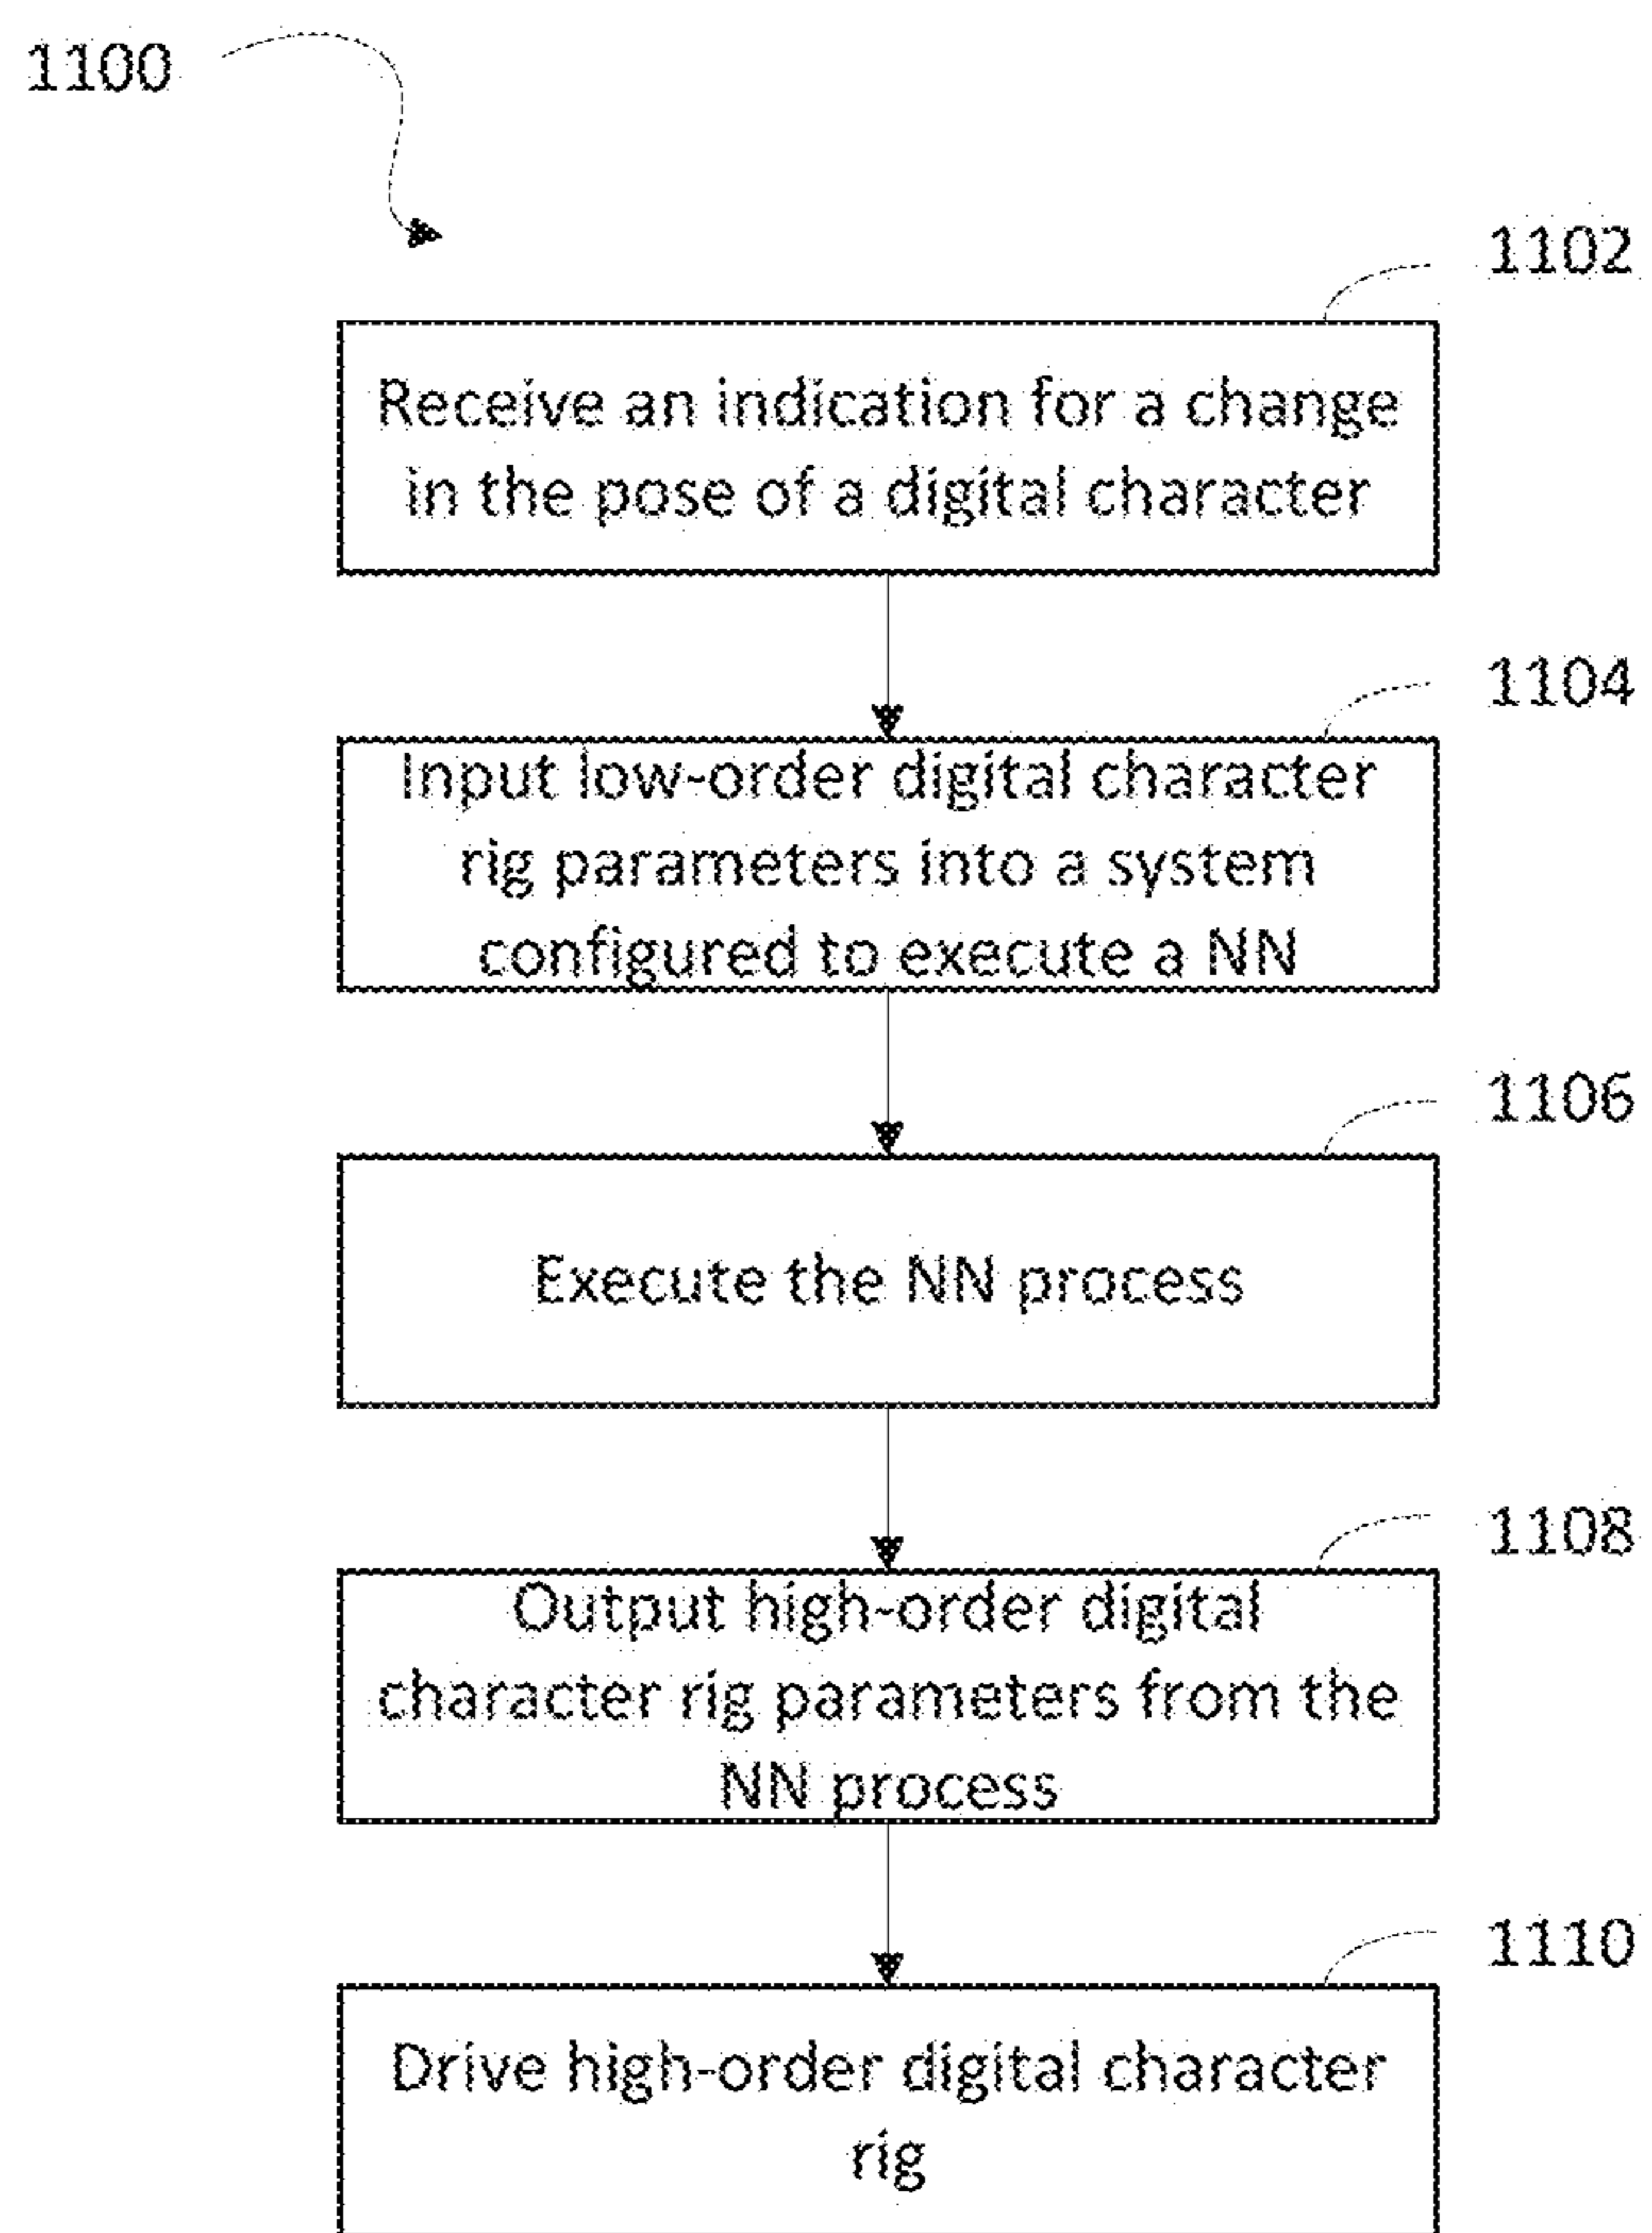 1100
1102
Receive an indication for a change
in the pose of a digital character
1104
Input low-order digital character
rig parameters into a system
configured to execute a NN
1106
Execute the NN process
1108
Output high-order digital
character rig parameters from the
NN process
1110
Drive high-order digital character
rig